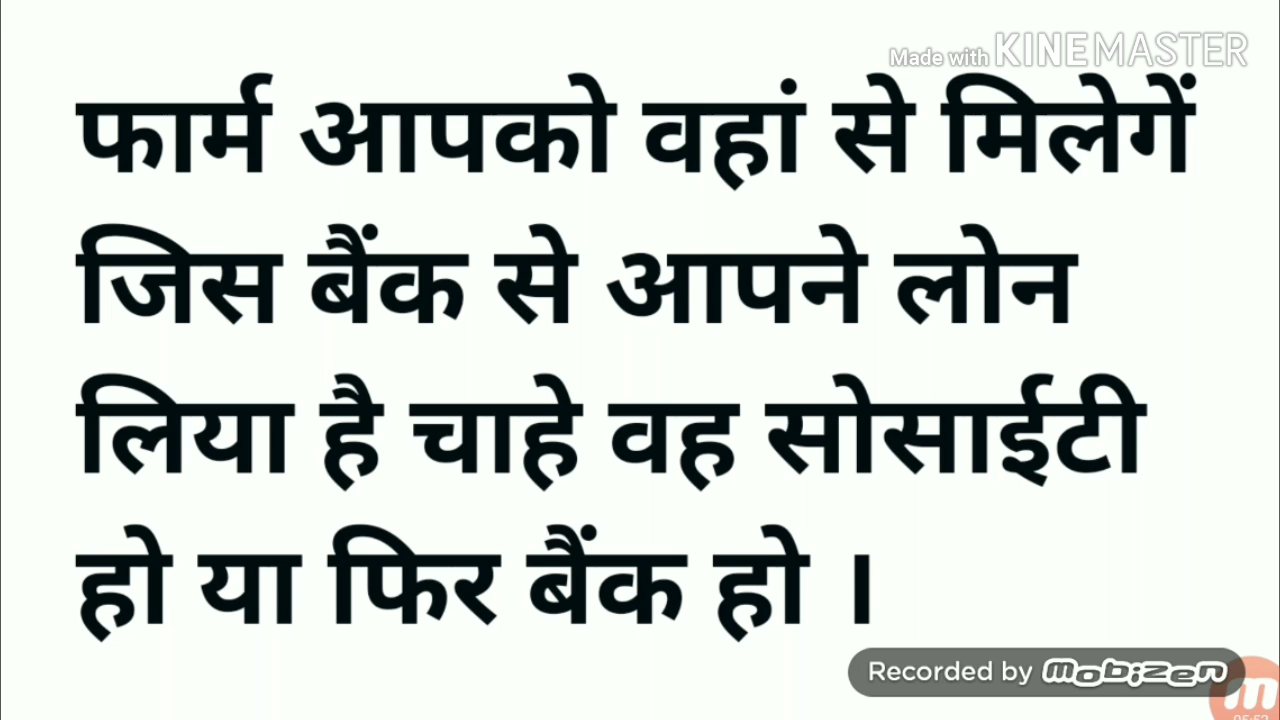 Made with KINEMASTER
फार्म आपको वहां से मिलेगें
जिस बैंक से आपने लोन
लिया है चाहे वह सोसाईटी
हो या फिर बैंक हो ।
Recorded by mobizen